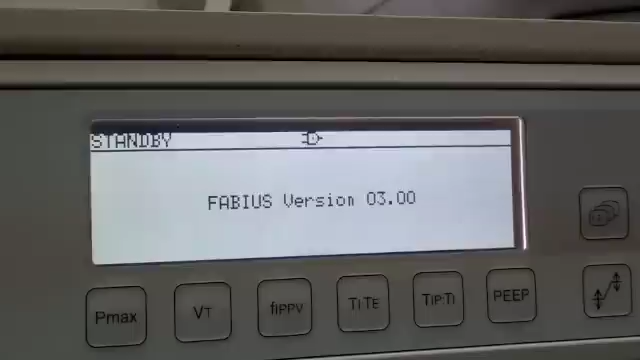 STANDBY
FABIUS Version 03.00
Pmax
VT
fIPPV
TI:TE
TIP:TI
PEEP